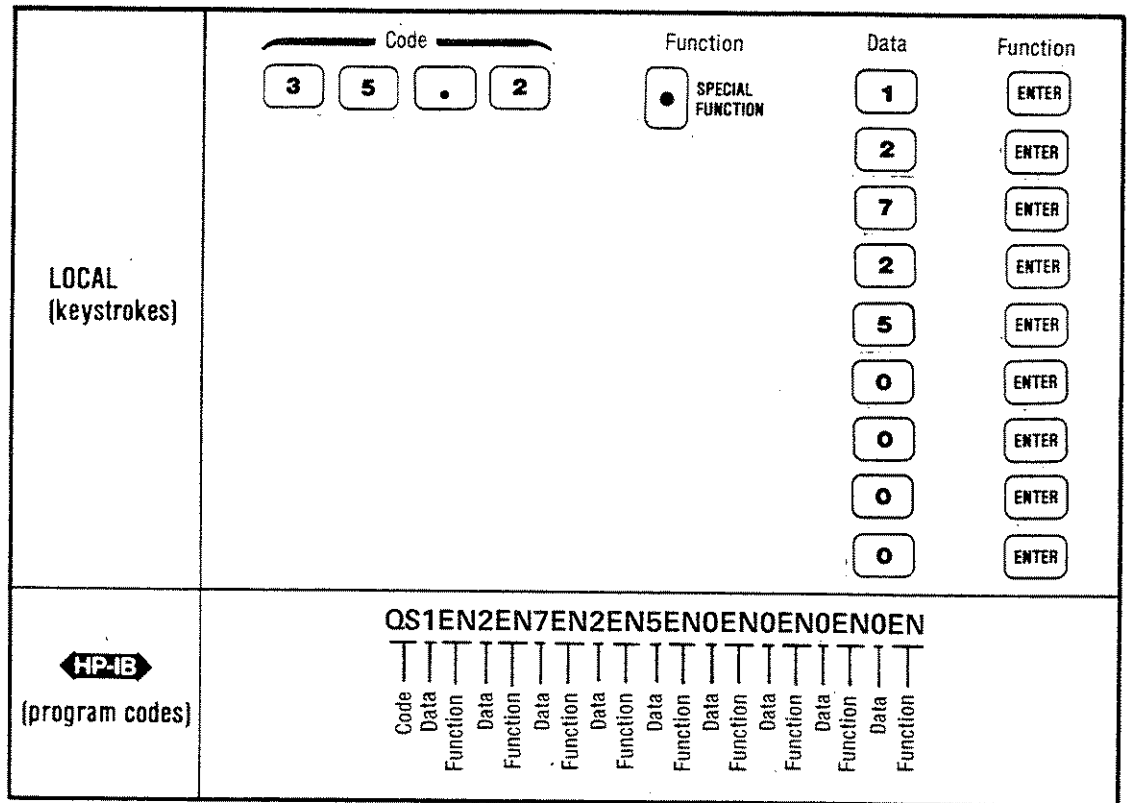 LOCAL
(keystrokes)
Code Function Data Function
3 5 . 2 SPECIAL FUNCTION 1 ENTER
2 ENTER
7 ENTER
2 ENTER
5 ENTER
0 ENTER
0 ENTER
0 ENTER
0 ENTER
HP-IB
(program codes)
QS1EN2EN7EN2EN5EN0EN0EN0EN0EN
Code Data Function Data Function Data Function Data Function Data Function Data Function Data Function Data Function Data Function